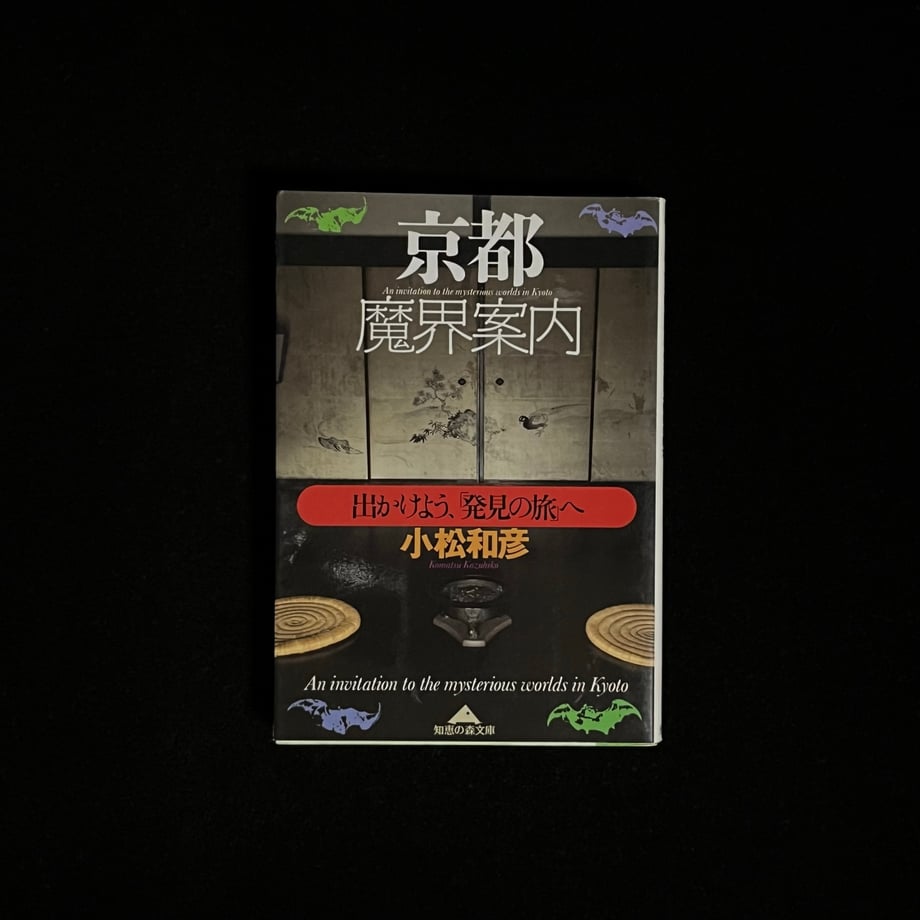 京都
An invitation to the mysterious worlds in Kyoto
魔界案内
出かけよう、「発見の旅」へ
小松和彦
Komatsu Kazuhiko
An invitation to the mysterious worlds in Kyoto
知恵の森文庫